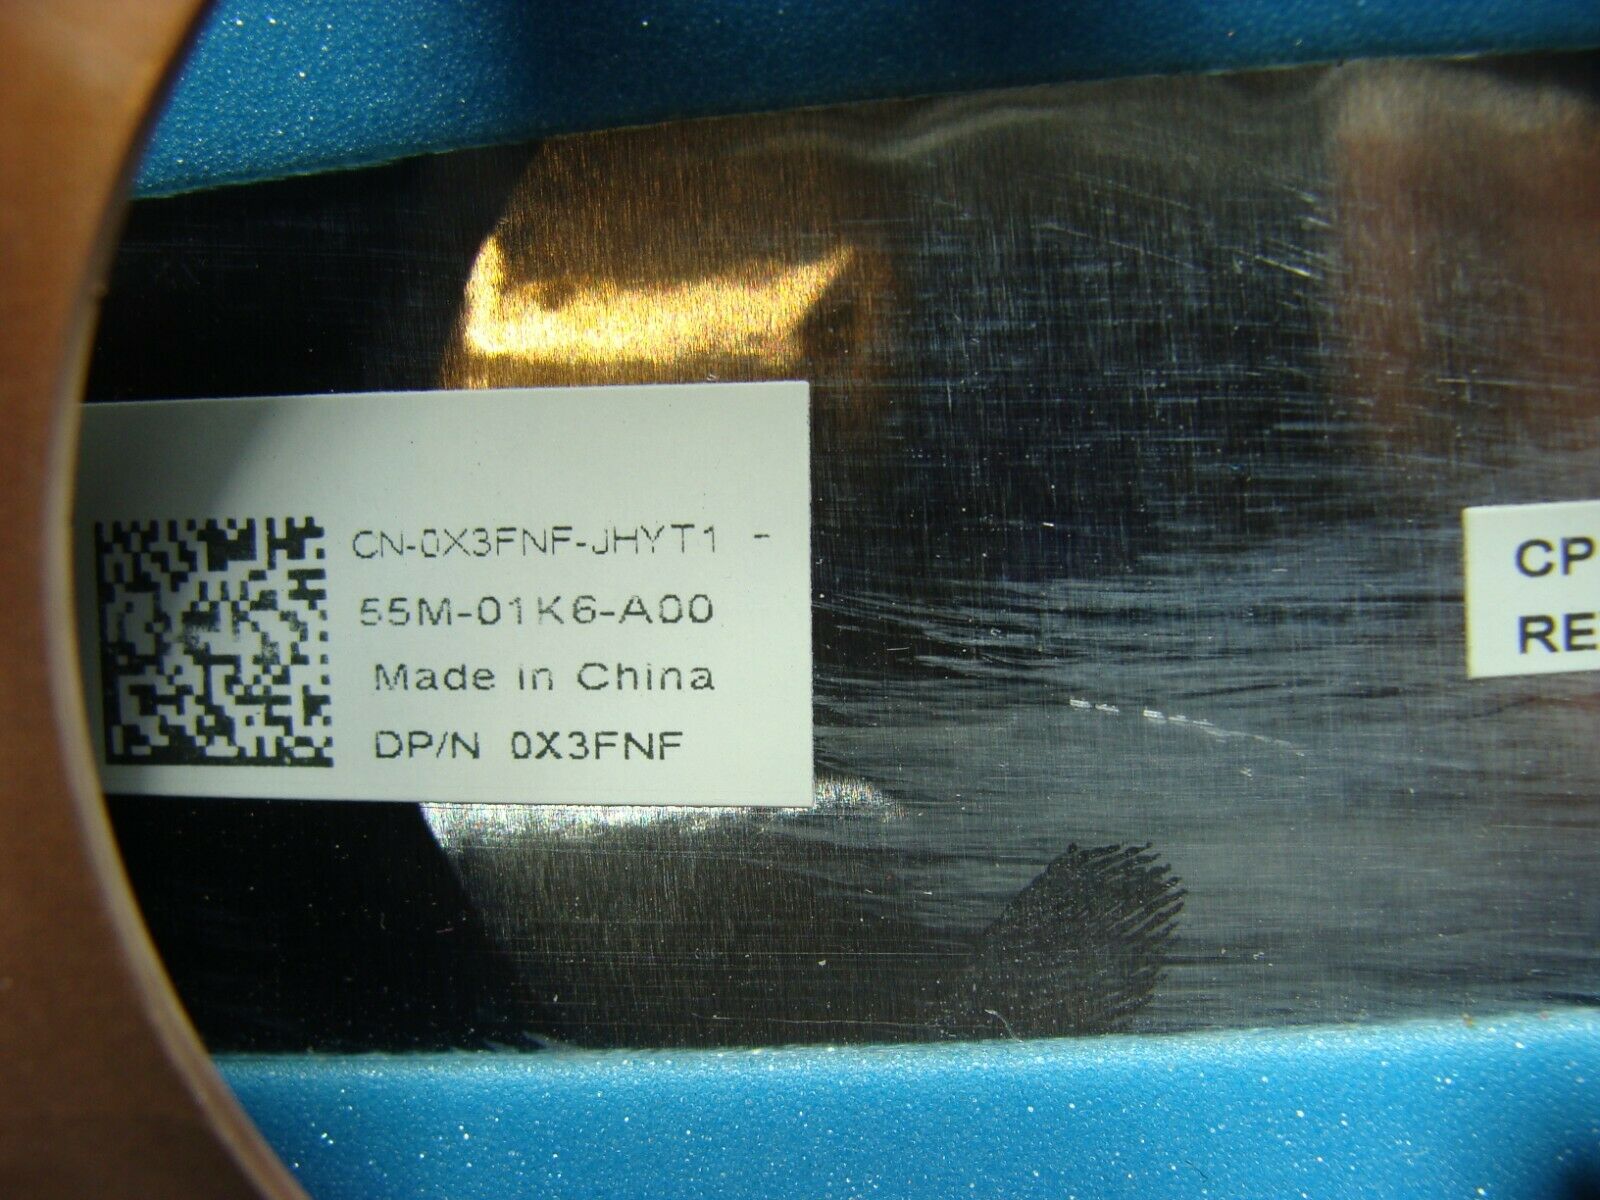 CN-0X3FNF-JHYT1 -
55M-01K6-A00
Made in China
DP/N 0X3FNF
CP
RE